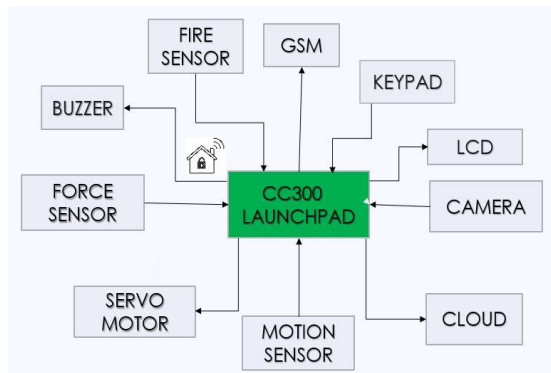 FIRE
SENSOR
GSM
KEYPAD
BUZZER
LCD
CC300
LAUNCHPAD
FORCE
SENSOR
CAMERA
SERVO
MOTOR
MOTION
SENSOR
CLOUD